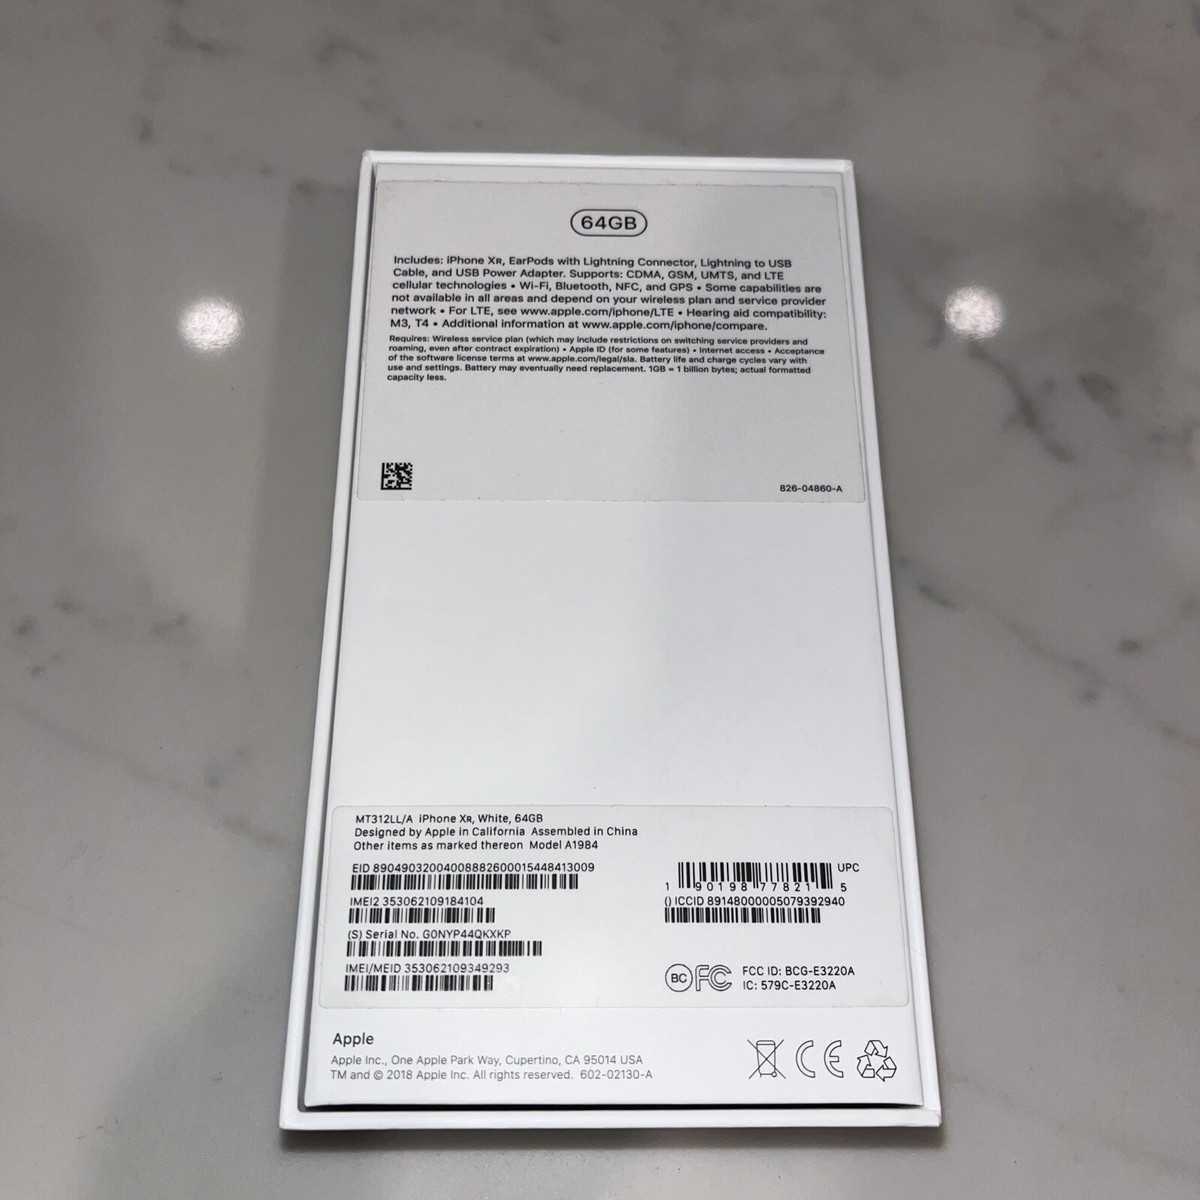 64GB
Includes: iPhone XR, EarPods with Lightning Connector, Lightning to USB
Cable, and USB Power Adapter. Supports: CDMA, GSM, UMTS, and LTE
cellular technologies • Wi-Fi, Bluetooth, NFC, and GPS • Some capabilities are
not available in all areas and depend on your wireless plan and service provider
network • For LTE, see www.apple.com/iphone/LTE • Hearing aid compatibility:
M3, T4 • Additional information at www.apple.com/iphone/compare.
Requires: Wireless service plan (which may include restrictions on switching service providers and
roaming, even after contract expiration) • Apple ID (for some features) • Internet access • Acceptance
of the software license terms at www.apple.com/legal/sla. Battery life and charge cycles vary with
use and settings. Battery may eventually need replacement. 1GB = 1 billion bytes; actual formatted
capacity less.
826-04860-A
MT312LL/A iPhone XR, White, 64GB
Designed by Apple in California Assembled in China
Other items as marked thereon Model A1984
EID 89049032004008882600015448413009
IMEI2 353062109184104
(S) Serial No. G0NYP44QKXKP
IMEI/MEID 353062109349293
UPC
1 90198 77821 5
() ICCID 89148000005079392940
BC FC FCC ID: BCG-E3220A
IC: 579C-E3220A
Apple
Apple Inc., One Apple Park Way, Cupertino, CA 95014 USA
TM and © 2018 Apple Inc. All rights reserved. 602-02130-A
CE